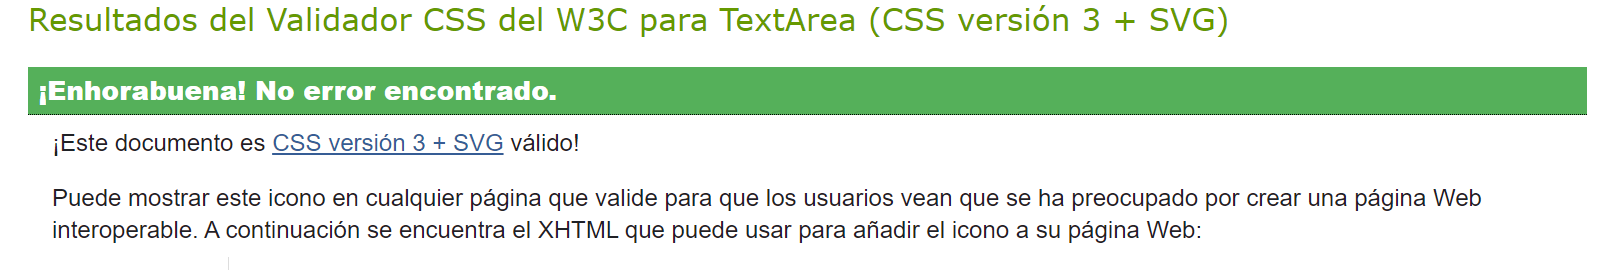 Resultados del Validador CSS del W3C para TextArea (CSS versión 3 + SVG)
¡Enhorabuena! No error encontrado.
¡Este documento es CSS versión 3 + SVG válido!
Puede mostrar este icono en cualquier página que valide para que los usuarios vean que se ha preocupado por crear una página Web
interoperable. A continuación se encuentra el XHTML que puede usar para añadir el icono a su página Web: